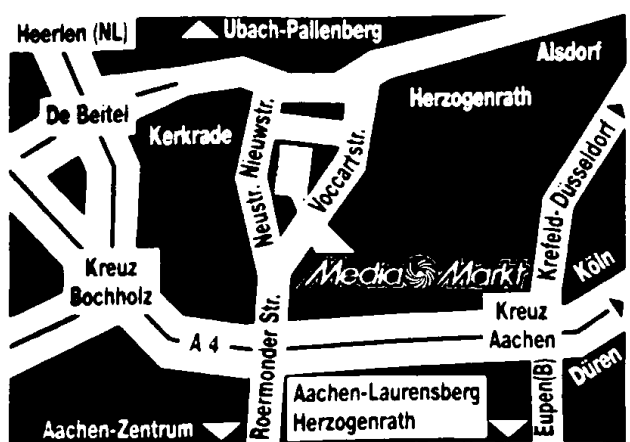 Heerlen (NL)
Ubach-Pallenberg
Alsdorf
De Beitel
Kerkrade
Herzogenrath
Neustr. Nieuwstr.
Voccartstr.
Krefeld-Düsseldorf
Kreuz
Bochholz
Media Markt
Köln
Kreuz
Aachen
A 4
Roermonder Str.
Düren
Eupen(B)
Aachen-Laurensberg
Herzogenrath
Aachen-Zentrum